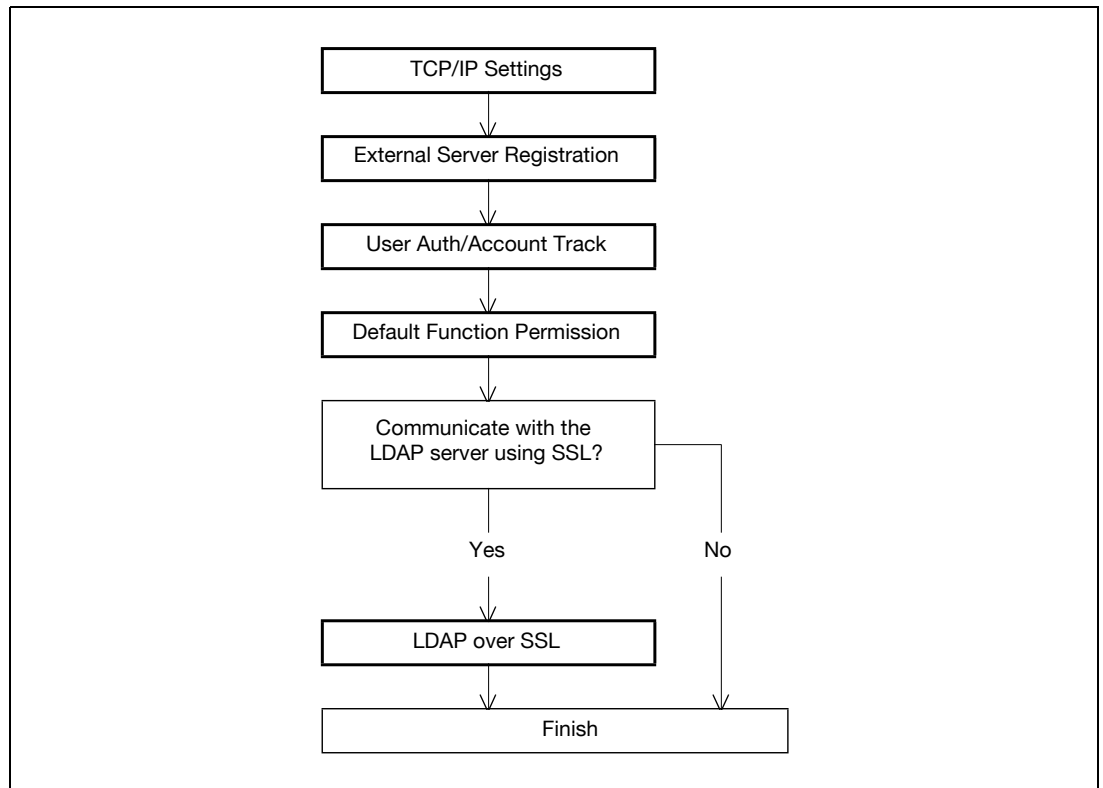 TCP/IP Settings
External Server Registration
User Auth/Account Track
Default Function Permission
Communicate with the
LDAP server using SSL?
Yes
No
LDAP over SSL
Finish